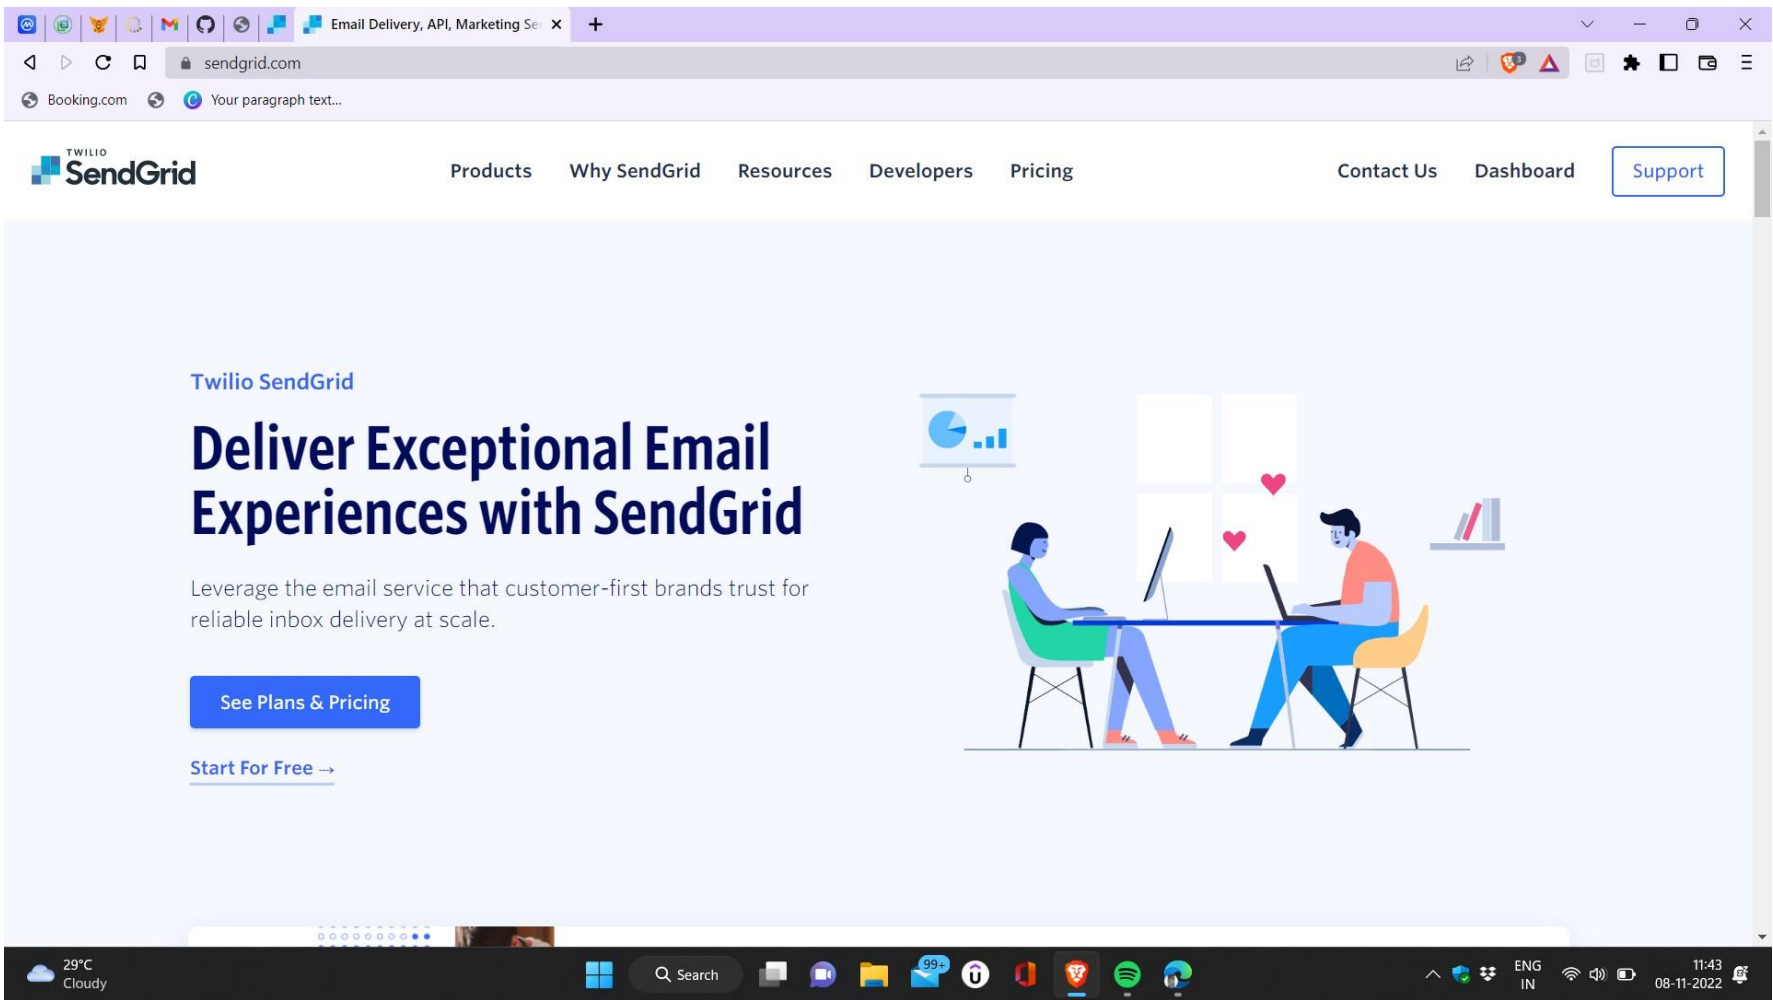 Email Delivery, API, Marketing Se
sendgrid.com
3
Booking.com
Your paragraph text...
TWILIO
SendGrid
Products
Why SendGrid
Resources
Developers
Pricing
Contact Us
Dashboard
Support
Twilio SendGrid
Deliver Exceptional Email
Experiences with SendGrid
Leverage the email service that customer-first brands trust for
reliable inbox delivery at scale.
See Plans & Pricing
Start For Free →
29°C
Cloudy
Search
99+
ENG
IN
11:43
08-11-2022